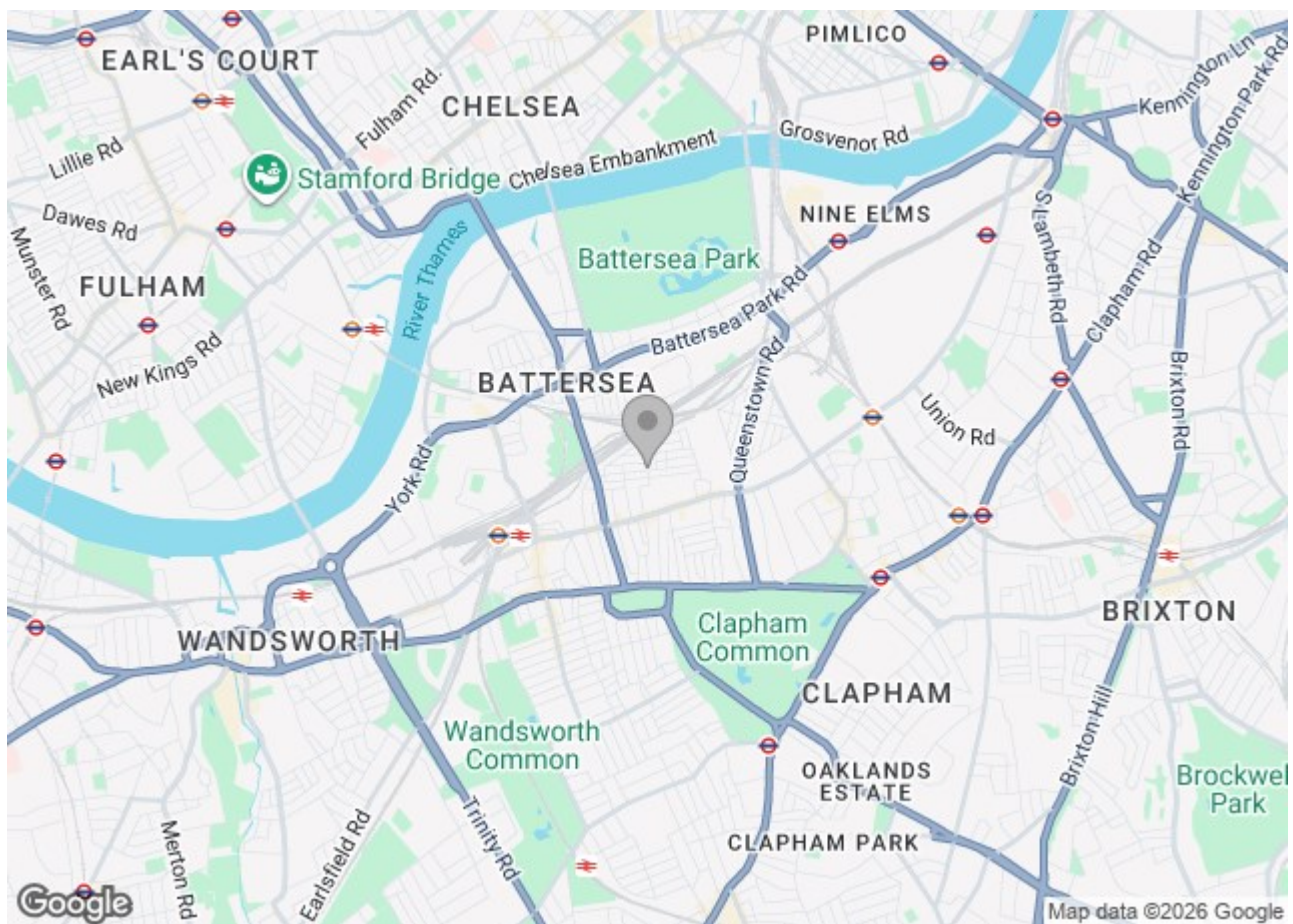 PIMLICO
EARL'S COURT
CHELSEA
Fulham Rd.
Kennington Ln
Kennington Park Rd
Grosvenor Rd
Chelsea Embankment
Lillie Rd
Stamford Bridge
Dawes Rd
Munster Rd
NINE ELMS
S Lambeth Rd
Clapham Rd
Battersea Park
FULHAM
River Thames
Battersea Park Rd
New Kings Rd
BATTERSEA
Queenstown Rd
Union Rd
Brixton Rd
York Rd
WANDSWORTH
Clapham
Common
BRIXTON
CLAPHAM
Wandsworth
Common
Brixton Hill
OAKLANDS
ESTATE
Brockwel
Park
Trinity Rd
Earlsfield Rd
Merton Rd
CLAPHAM PARK
Google
Map data ©2026 Google